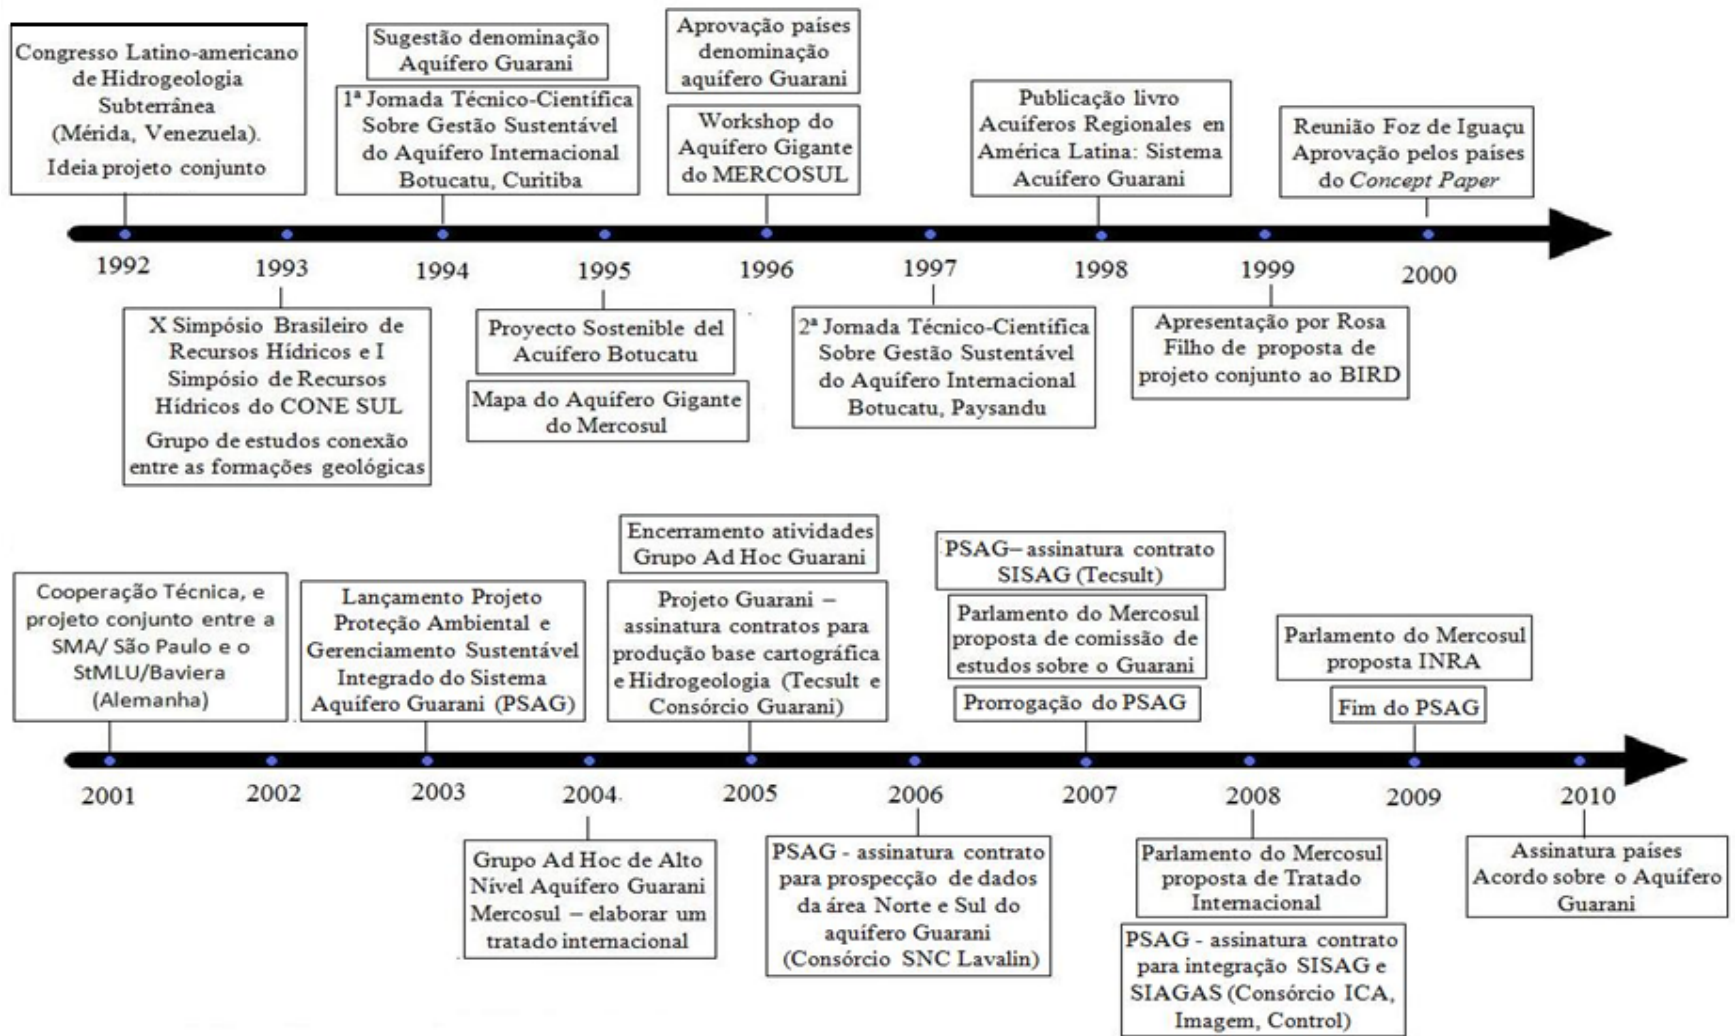 Congresso Latino-americano
de Hidrogeologia
Subterrânea
(Mérida, Venezuela).
Ideia projeto conjunto
Sugestão denominação
Aquífero Guarani
1ª Jornada Técnico-Científica
Sobre Gestão Sustentável
do Aquífero Internacional
Botucatu, Curitiba
Aprovação países
denominação
aquífero Guarani
Workshop do
Aquífero Gigante
do MERCOSUL
Publicação livro
Acuíferos Regionales en
América Latina: Sistema
Acuífero Guarani
Reunião Foz de Iguaçu
Aprovação pelos países
do Concept Paper
1992
1993
1994
1995
1996
1997
1998
1999
2000
X Simpósio Brasileiro de
Recursos Hídricos e I
Simpósio de Recursos
Hídricos do CONE SUL
Grupo de estudos conexão
entre as formações geológicas
Proyecto Sostenible del
Acuífero Botucatu
Mapa do Aquífero Gigante
do Mercosul
2ª Jornada Técnico-Científica
Sobre Gestão Sustentável
do Aquífero Internacional
Botucatu, Paysandu
Apresentação por Rosa
Filho de proposta de
projeto conjunto ao BIRD
Cooperação Técnica, e
projeto conjunto entre a
SMA/ São Paulo e o
StMLU/Baviera
(Alemanha)
Lançamento Projeto
Proteção Ambiental e
Gerenciamento Sustentável
Integrado do Sistema
Aquífero Guarani (PSAG)
Encerramento atividades
Grupo Ad Hoc Guarani
Projeto Guarani –
assinatura contratos para
produção base cartográfica
e Hidrogeologia (Tecsult e
Consórcio Guarani)
PSAG– assinatura contrato
SISAG (Tecsult)
Parlamento do Mercosul
proposta de comissão de
estudos sobre o Guarani
Prorrogação do PSAG
Parlamento do Mercosul
proposta INRA
Fim do PSAG
2001
2002
2003
2004.
2005
2006
2007
2008
2009
2010
Grupo Ad Hoc de Alto
Nível Aquífero Guarani
Mercosul – elaborar um
tratado internacional
PSAG - assinatura contrato
para prospecção de dados
da área Norte e Sul do
aquífero Guarani
(Consórcio SNC Lavalin)
Parlamento do Mercosul
proposta de Tratado
Internacional
PSAG - assinatura contrato
para integração SISAG e
SIAGAS (Consórcio ICA,
Imagem, Control)
Assinatura países
Acordo sobre o Aquífero
Guarani